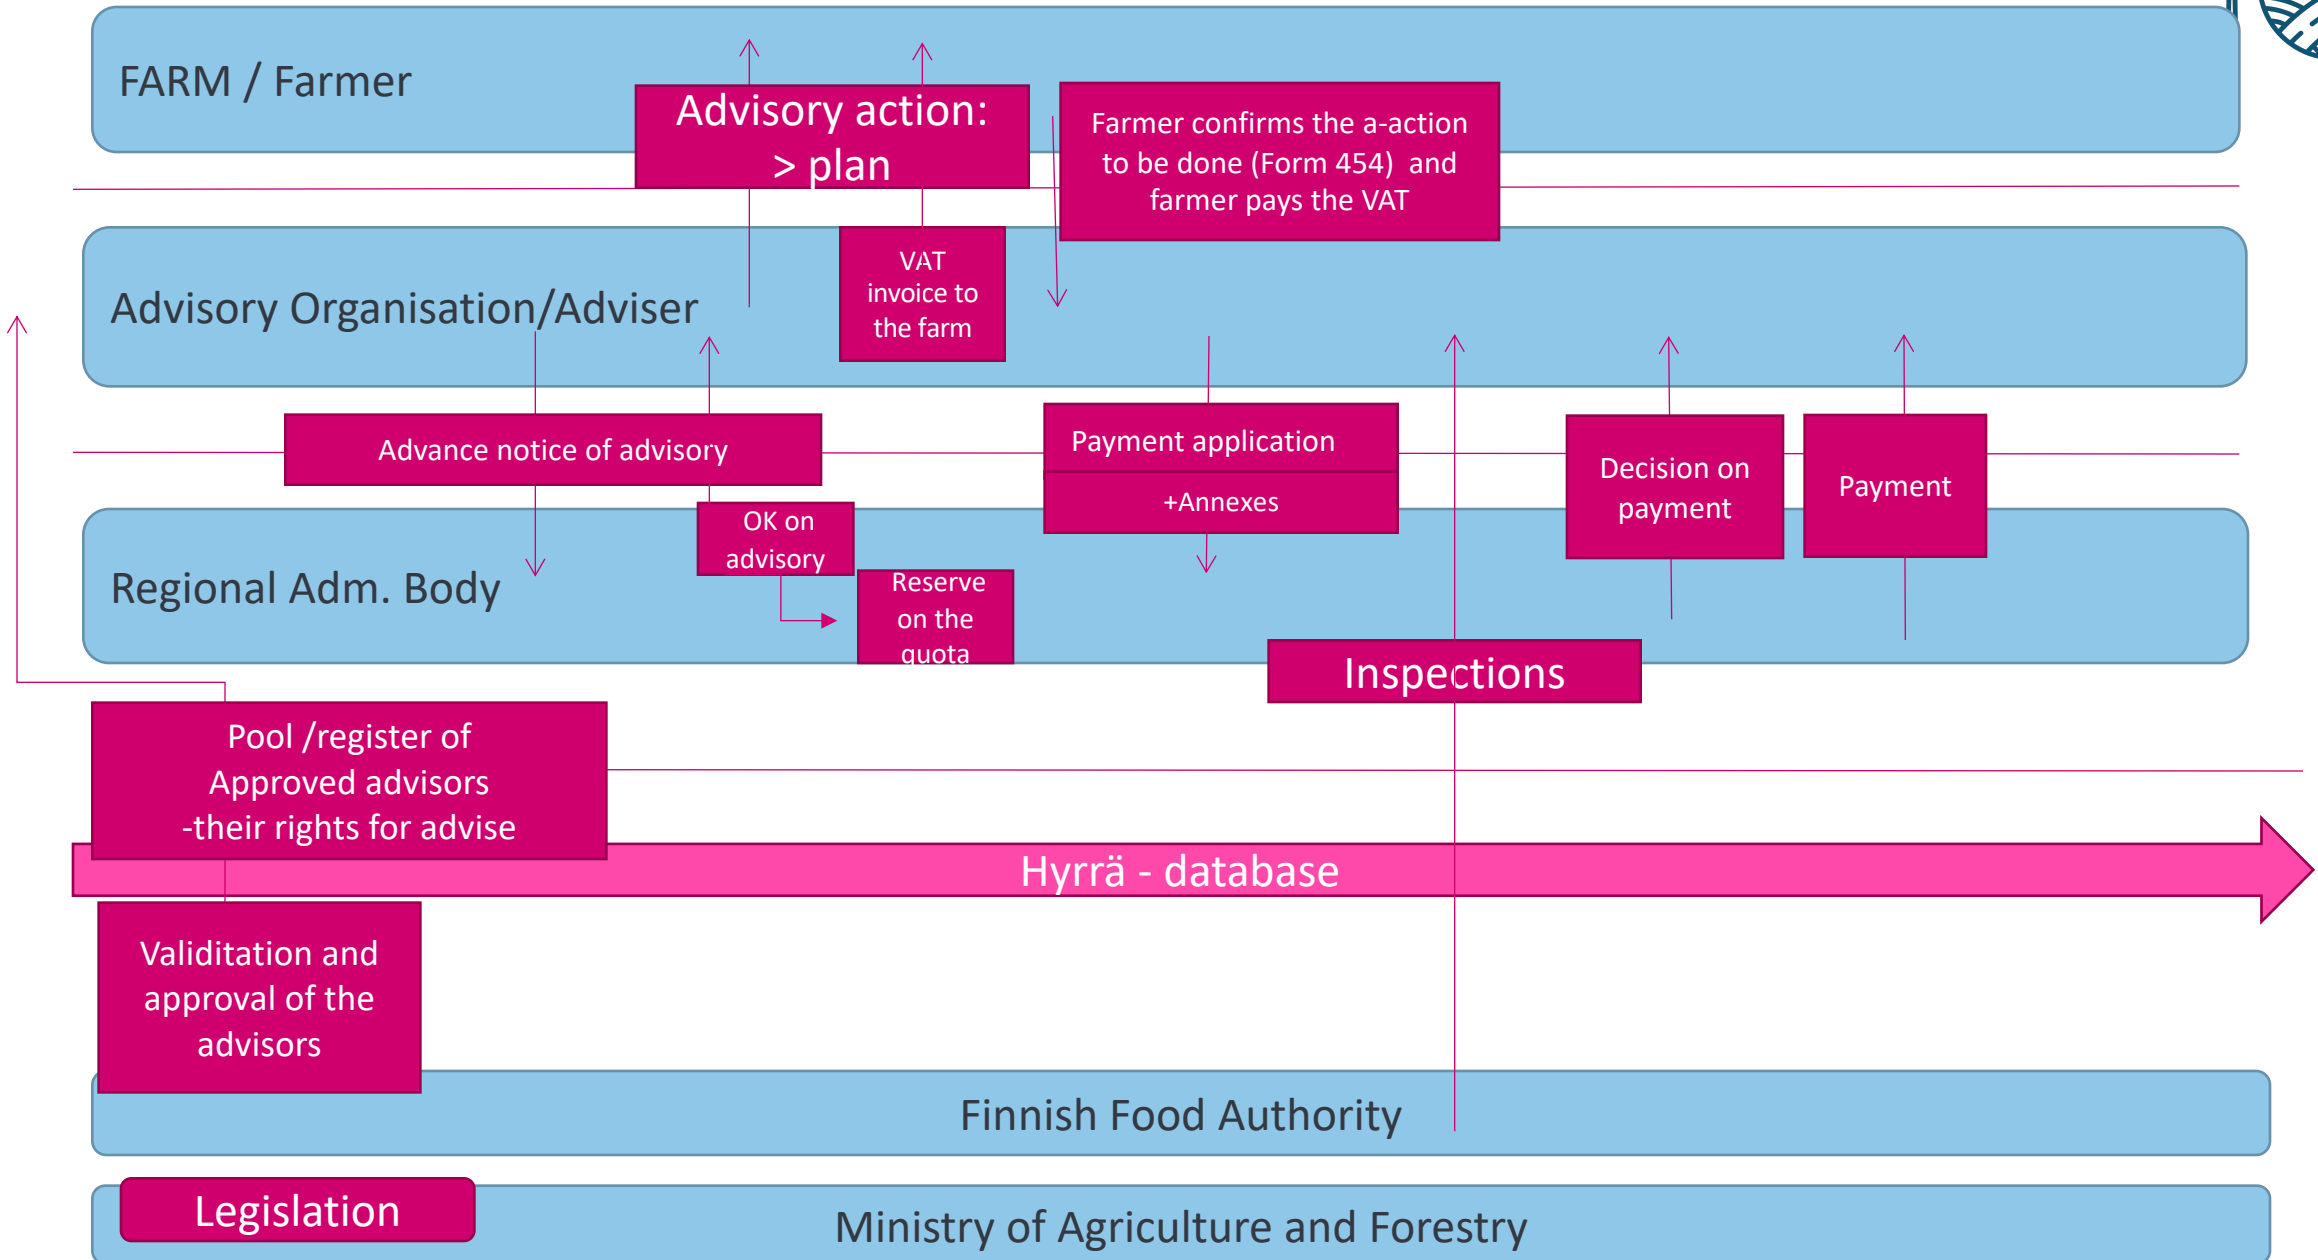 FARM / Farmer
Advisory action:
> plan
Farmer confirms the a-action
to be done (Form 454) and
farmer pays the VAT
Advisory Organisation/Adviser
VAT
invoice to
the farm
Advance notice of advisory
Payment application
+Annexes
Decision on
payment
Payment
OK on
advisory
Regional Adm. Body
Reserve
on the
quota
Inspections
Pool /register of
Approved advisors
-their rights for advise
Hyrrä - database
Validitation and
approval of the
advisors
Finnish Food Authority
Legislation
Ministry of Agriculture and Forestry